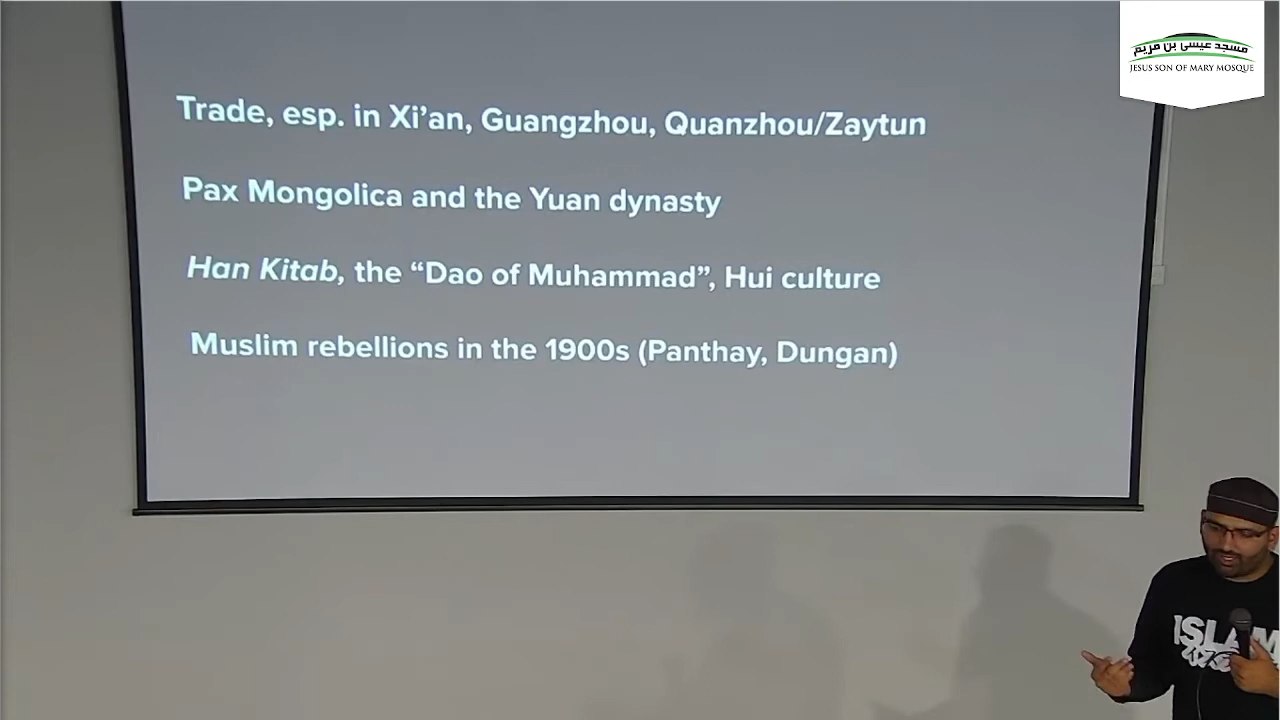 مسجد عيسى بن مريم
JESUS SON OF MARY MOSQUE
Trade, esp. in Xi’an, Guangzhou, Quanzhou/Zaytun
Pax Mongolica and the Yuan dynasty
Han Kitab, the “Dao of Muhammad”, Hui culture
Muslim rebellions in the 1900s (Panthay, Dungan)
ISLAM